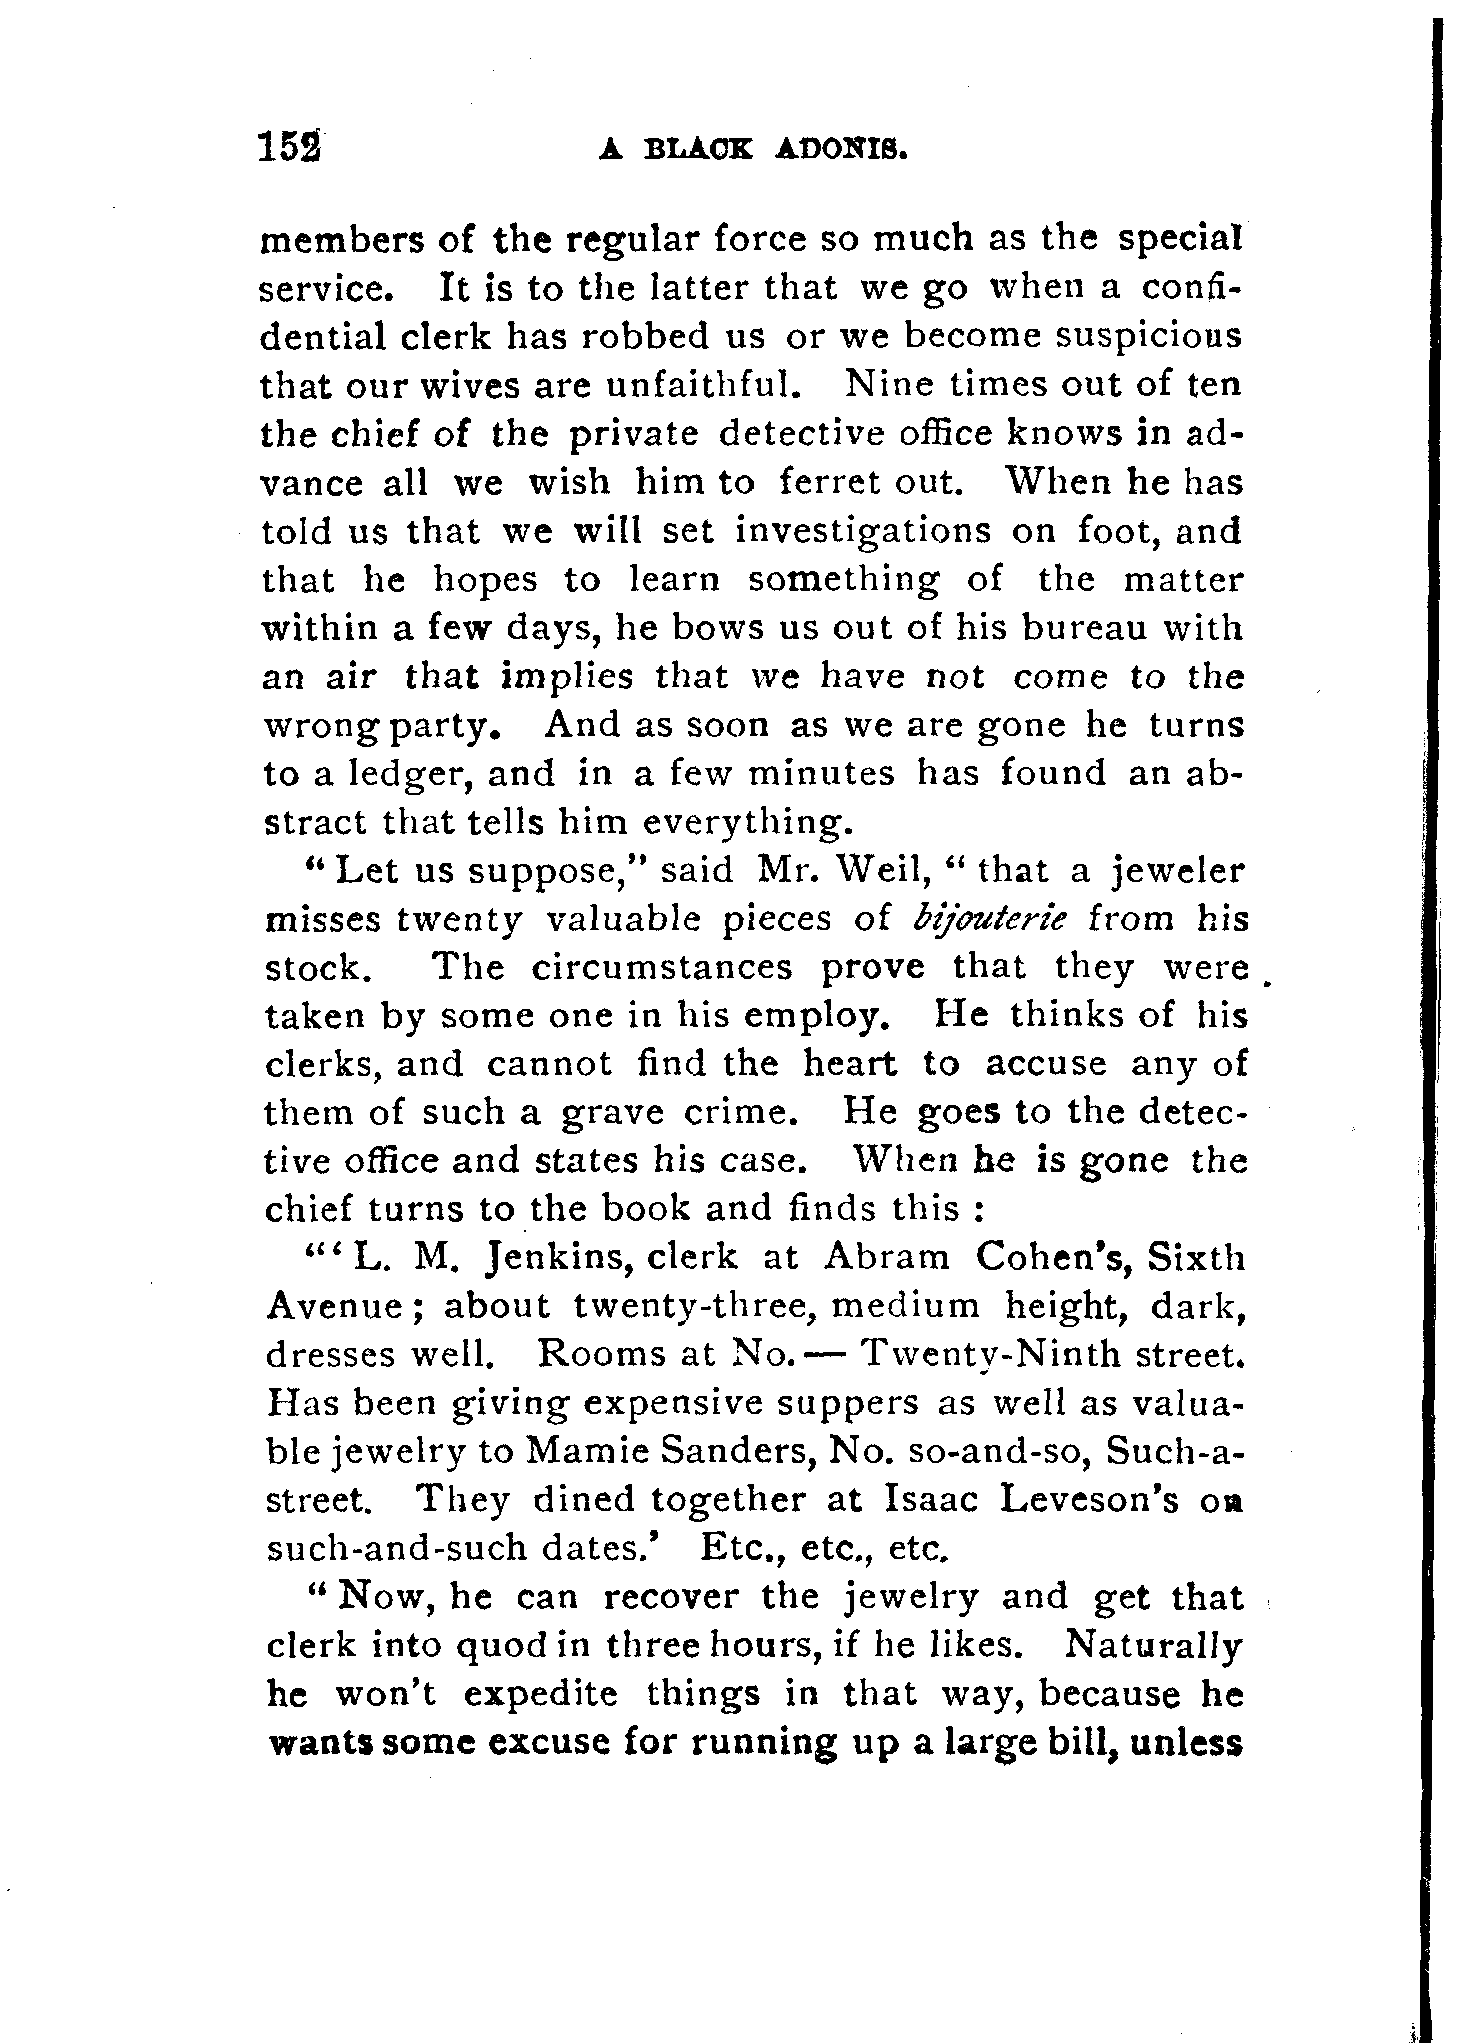 152 A BLACK ADONIS.
members of the regular force so much as the special
service. It is to the latter that we go when a confi-
dential clerk has robbed us or we become suspicious
that our wives are unfaithful. Nine times out of ten
the chief of the private detective office knows in ad-
vance all we wish him to ferret out. When he has
told us that we will set investigations on foot, and
that he hopes to learn something of the matter
within a few days, he bows us out of his bureau with
an air that implies that we have not come to the
wrong party. And as soon as we are gone he turns
to a ledger, and in a few minutes has found an ab-
stract that tells him everything.
“ Let us suppose,” said Mr. Weil, “ that a jeweler
misses twenty valuable pieces of bijouterie from his
stock. The circumstances prove that they were
taken by some one in his employ. He thinks of his
clerks, and cannot find the heart to accuse any of
them of such a grave crime. He goes to the detec-
tive office and states his case. When he is gone the
chief turns to the book and finds this :
“‘ L. M. Jenkins, clerk at Abram Cohen’s, Sixth
Avenue ; about twenty-three, medium height, dark,
dresses well. Rooms at No. — Twenty-Ninth street.
Has been giving expensive suppers as well as valua-
ble jewelry to Mamie Sanders, No. so-and-so, Such-a-
street. They dined together at Isaac Leveson’s on
such-and-such dates.’ Etc., etc., etc.
“ Now, he can recover the jewelry and get that
clerk into quod in three hours, if he likes. Naturally
he won’t expedite things in that way, because he
wants some excuse for running up a large bill, unless